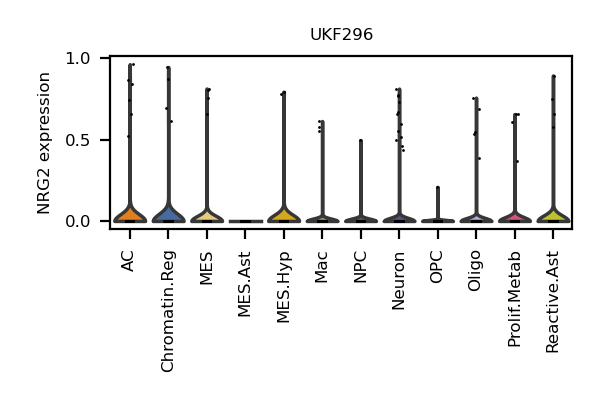 UKF296
NRG2 expression
1.0
0.5
0.0
AC
Chromatin.Reg
MES
MES.Ast
MES.Hyp
Mac
NPC
Neuron
OPC
Oligo
Prolif.Metab
Reactive.Ast